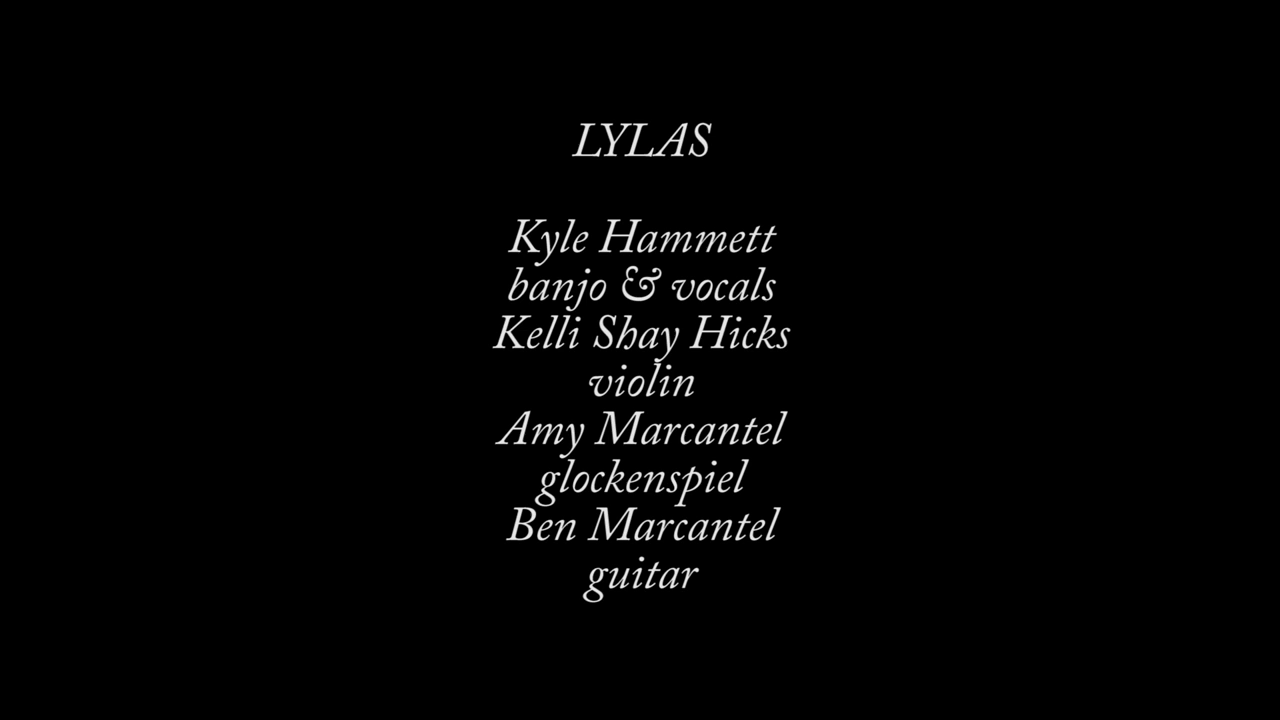 LYLAS
Kyle Hammett
banjo & vocals
Kelli Shay Hicks
violin
Amy Marcantel
glockenspiel
Ben Marcantel
guitar